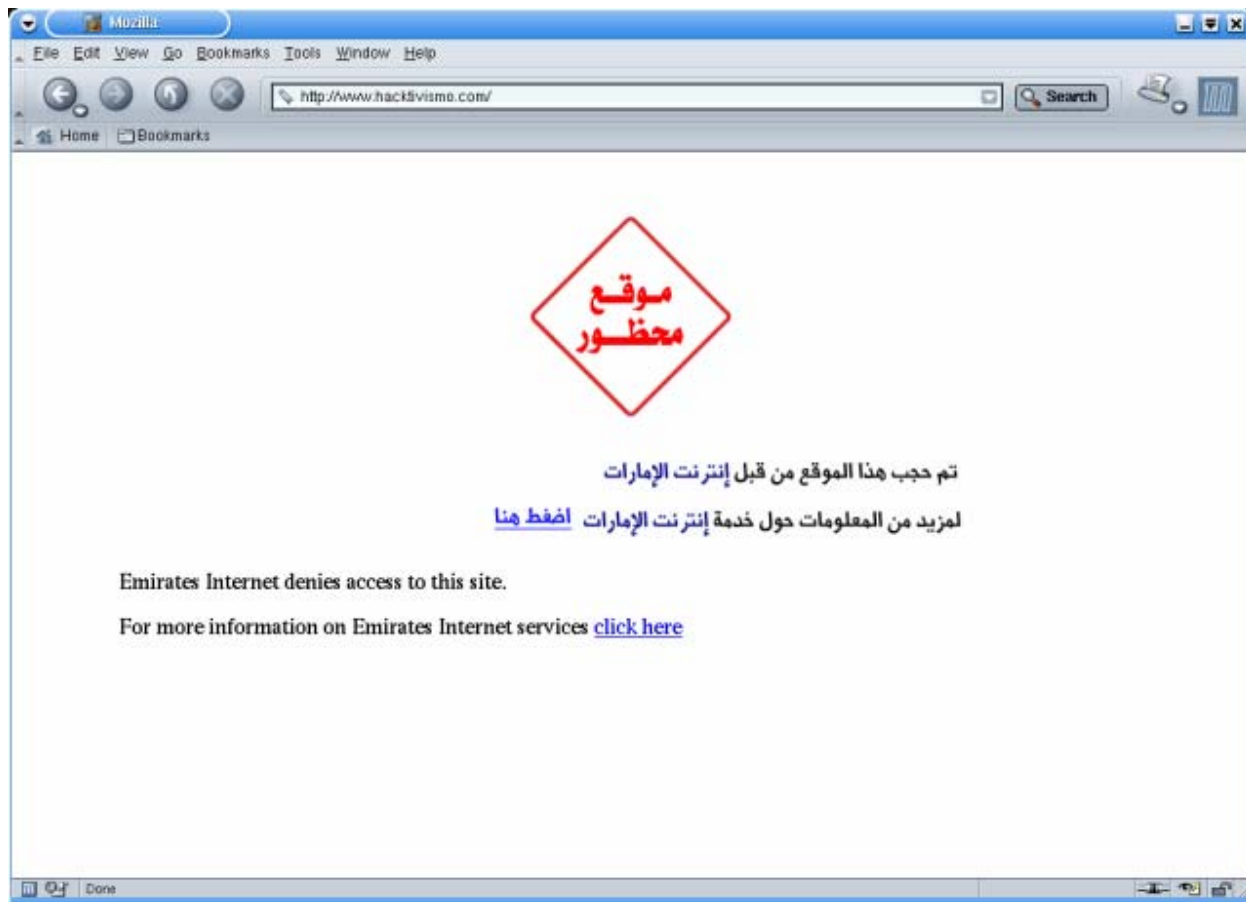 Mozilla
File Edit View Go Bookmarks Tools Window Help
http://www.hacktivismo.com/
Search
Home Bookmarks
موقع
محظور
تم حجب هذا الموقع من قبل إنترنت الإمارات
لمزيد من المعلومات حول خدمة إنترنت الإمارات اضغط هنا
Emirates Internet denies access to this site.
For more information on Emirates Internet services click here
Done